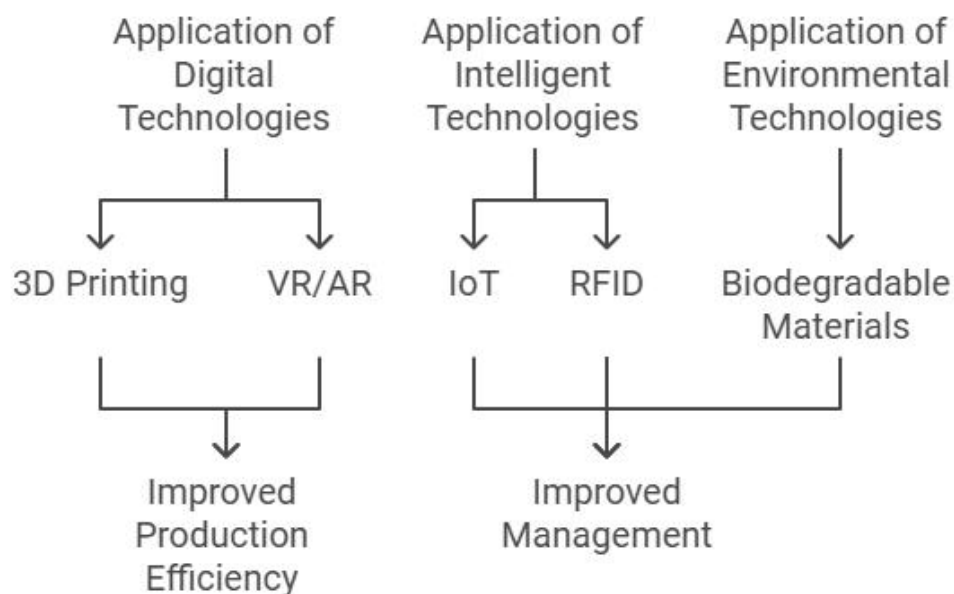 Application of
Digital
Technologies
Application of
Intelligent
Technologies
Application of
Environmental
Technologies
3D Printing
VR/AR
IoT
RFID
Biodegradable
Materials
Improved
Production
Efficiency
Improved
Management